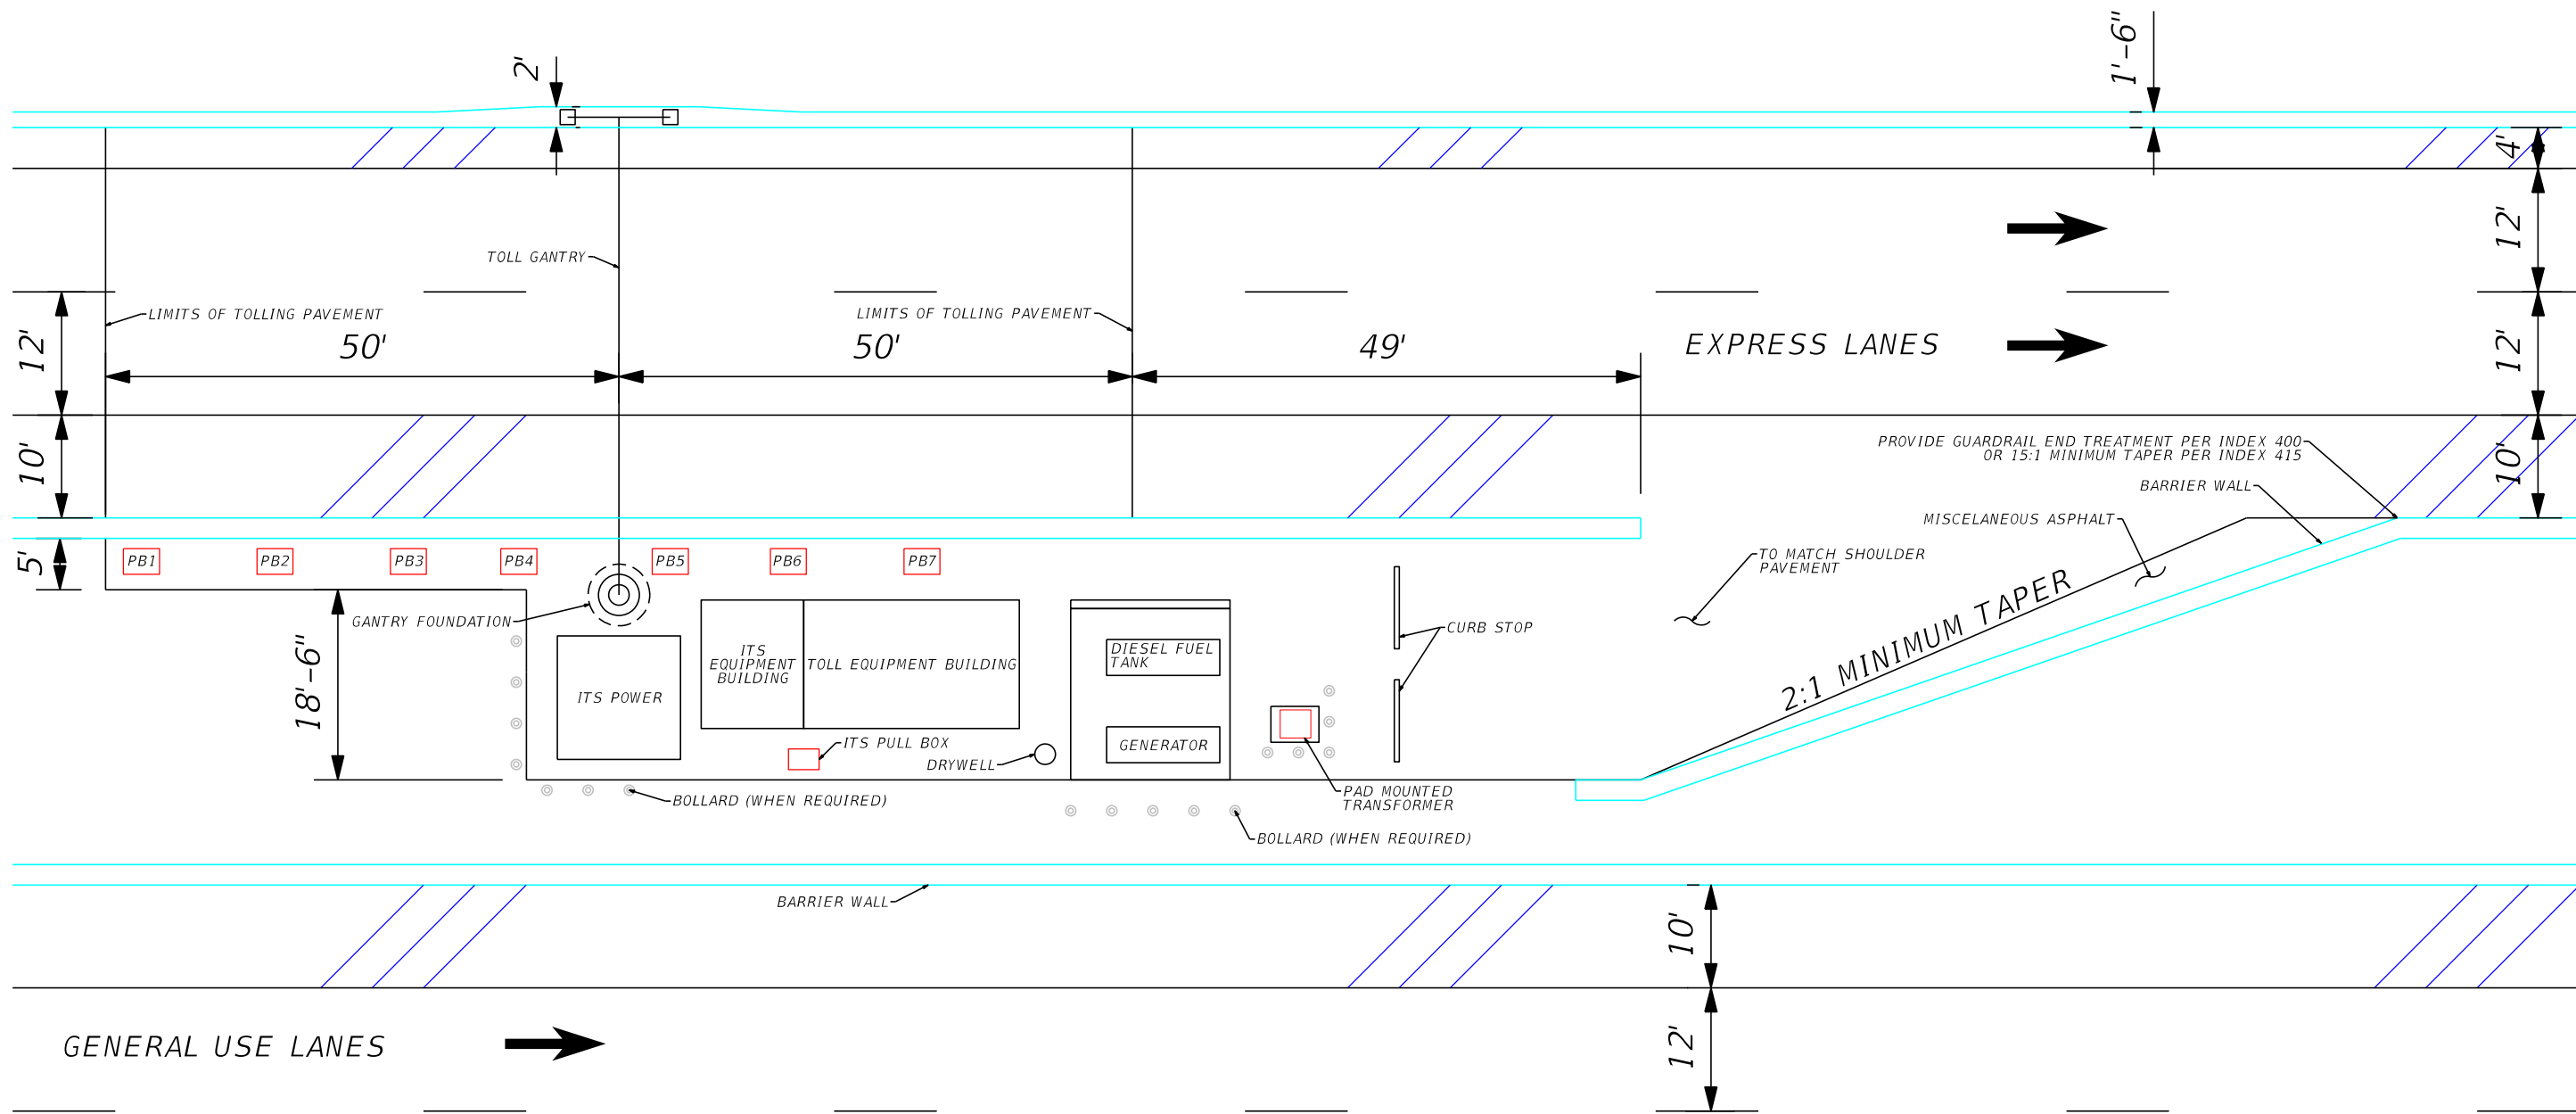 2'
1'-6"
4'
12'
TOLL GANTRY
LIMITS OF TOLLING PAVEMENT
LIMITS OF TOLLING PAVEMENT
12'
50'
50'
49'
EXPRESS LANES
12'
10'
PROVIDE GUARDRAIL END TREATMENT PER INDEX 400
OR 15:1 MINIMUM TAPER PER INDEX 415
10'
BARRIER WALL
MISCELANEOUS ASPHALT
5'
PB1
PB2
PB3
PB4
PB5
PB6
PB7
TO MATCH SHOULDER
PAVEMENT
GANTRY FOUNDATION
CURB STOP
2:1 MINIMUM TAPER
18'-6"
ITS POWER
ITS
EQUIPMENT
BUILDING
TOLL EQUIPMENT BUILDING
DIESEL FUEL
TANK
GENERATOR
ITS PULL BOX
DRYWELL
BOLLARD (WHEN REQUIRED)
PAD MOUNTED
TRANSFORMER
BOLLARD (WHEN REQUIRED)
BARRIER WALL
10'
GENERAL USE LANES
12'